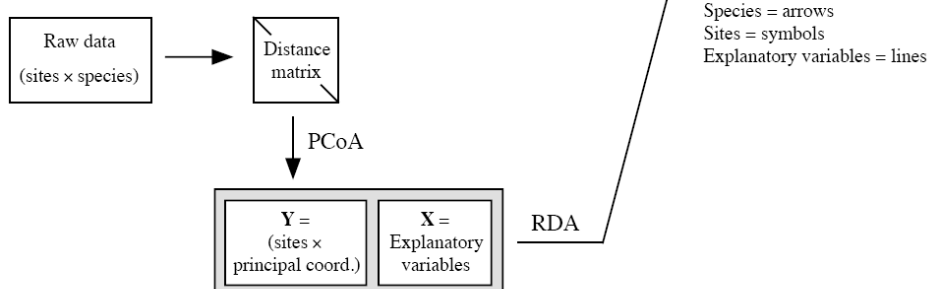 Species = arrows
Sites = symbols
Explanatory variables = lines
Raw data
(sites × species)
Distance
matrix
PCoA
Y =
(sites ×
principal coord.)
X =
Explanatory
variables
RDA